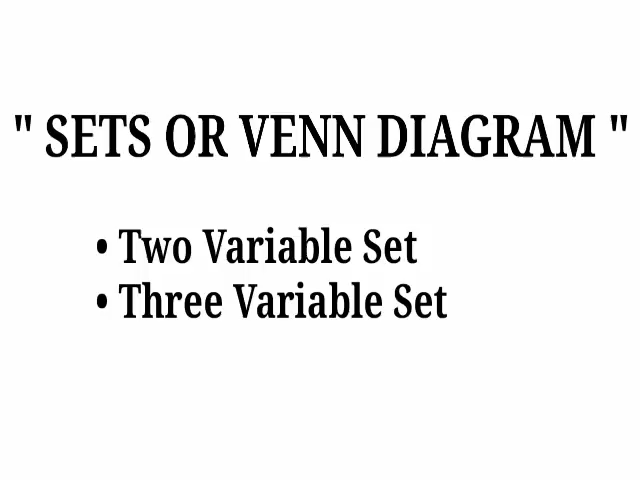 " SETS OR VENN DIAGRAM "
• Two Variable Set
• Three Variable Set